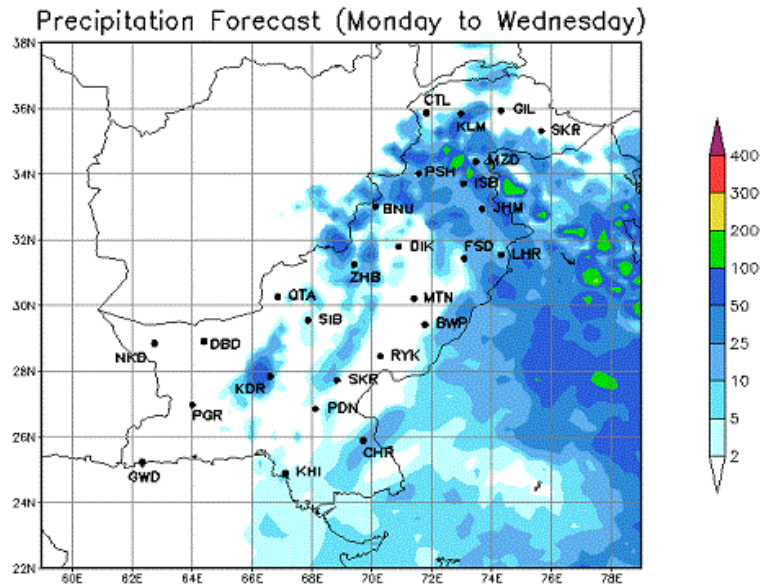 Precipitation Forecast (Monday to Wednesday)
38N
36N
34N
32N
30N
28N
26N
24N
22N
60E 62E 64E 66E 68E 70E 72E 74E 76E 78E
CTL
GIL
KLM
SKR
MZD
PSH
ISB
BNU
JHM
DIK
FSD
LHR
ZHB
QTA
MTN
SIB
BWP
DBD
NKD
RYK
KDR
SKR
PGR
PDN
CHR
KHI
GWD
400
300
200
100
50
25
10
5
2